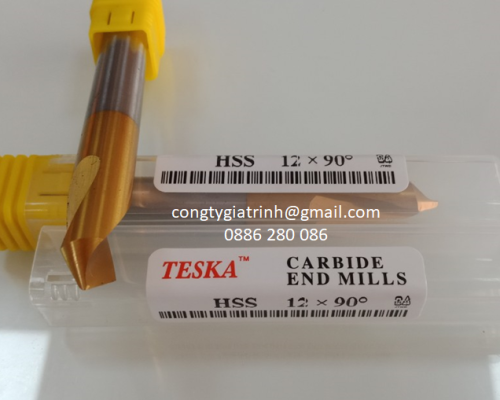 HSS 12 × 90°
congtygiatrinh@gmail.com
0886 280 086
TESKA™ CARBIDE
END MILLS
HSS 12 × 90°